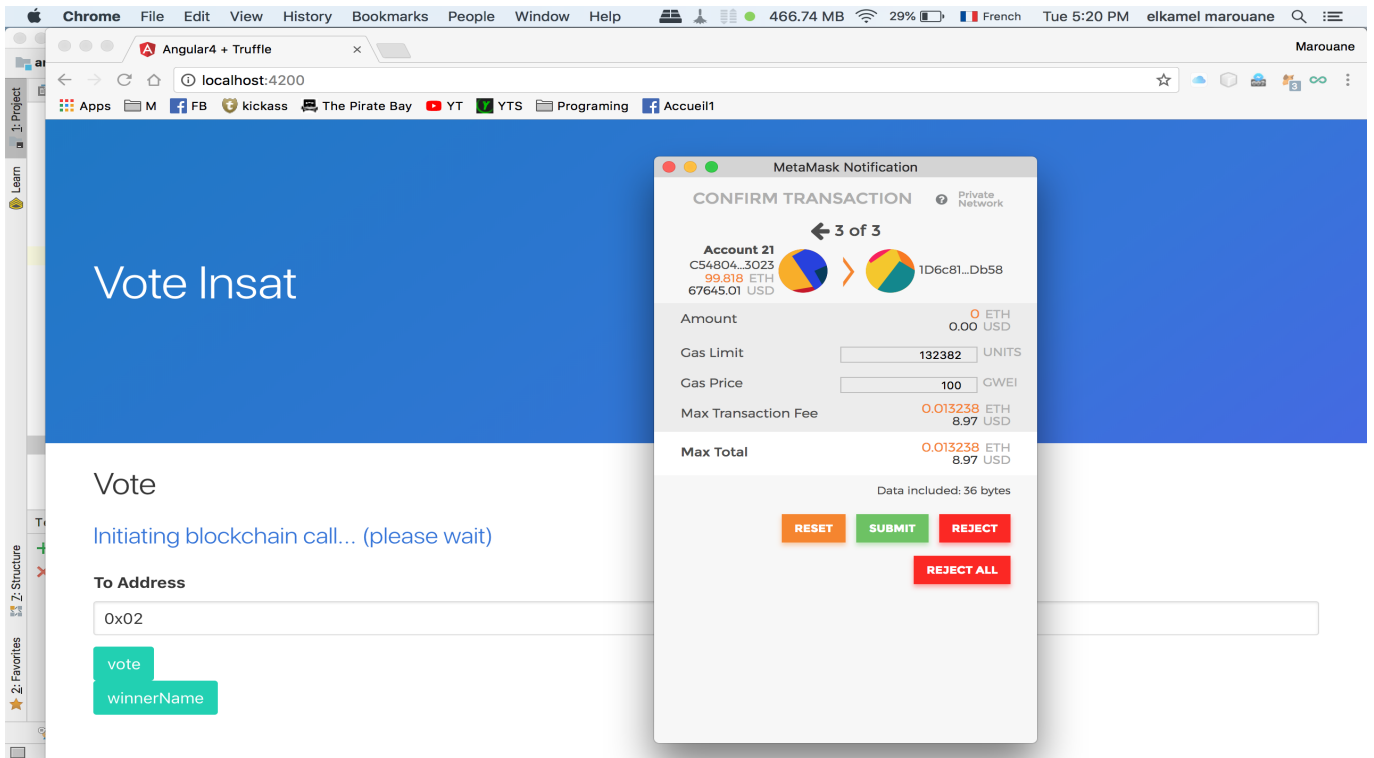 Chrome File Edit View History Bookmarks People Window Help 466.74 MB 29% French Tue 5:20 PM elkamel marouane
Angular4 + Truffle
Marouane
localhost:4200
Apps M FB kickass The Pirate Bay YT YTS Programing Accueil1
3
1: Project
Learn
7: Structure
2: Favorites
Vote Insat
Vote
Initiating blockchain call... (please wait)
To Address
0x02
vote
winnerName
MetaMask Notification
CONFIRM TRANSACTION
Private
Network
3 of 3
Account 21
C54804...3023
99.818 ETH
67645.01 USD
1D6c81...Db58
Amount 0 ETH
0.00 USD
Gas Limit 132382 UNITS
Gas Price 100 GWEI
Max Transaction Fee 0.013238 ETH
8.97 USD
Max Total 0.013238 ETH
8.97 USD
Data included: 36 bytes
RESET SUBMIT REJECT
REJECT ALL